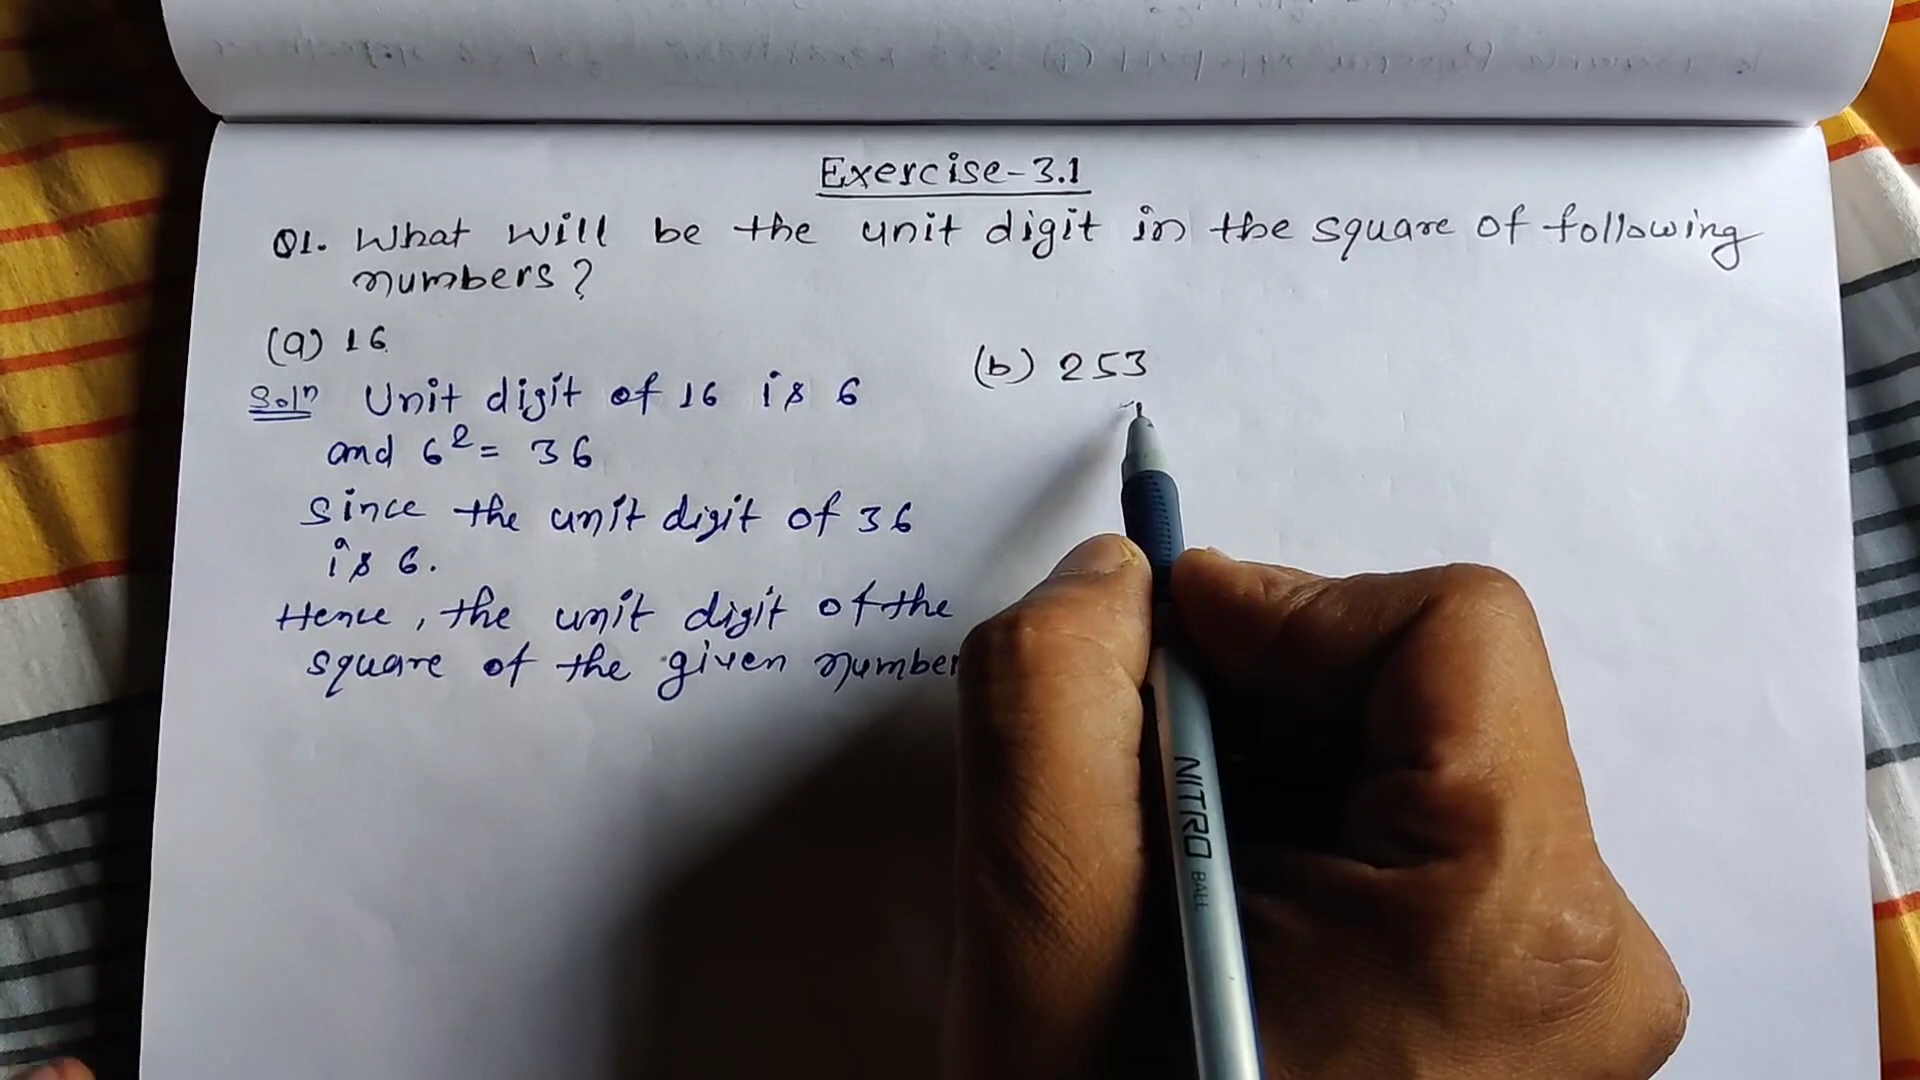 Exercise-3.1
Q1. What will be the unit digit in the square of following
numbers?
(a) 16
Soln Unit digit of 16 is 6
and 6²= 36
Since the unit digit of 36
is 6.
Hence, the unit digit of the
square of the given number
(b) 253
NITRO BALL